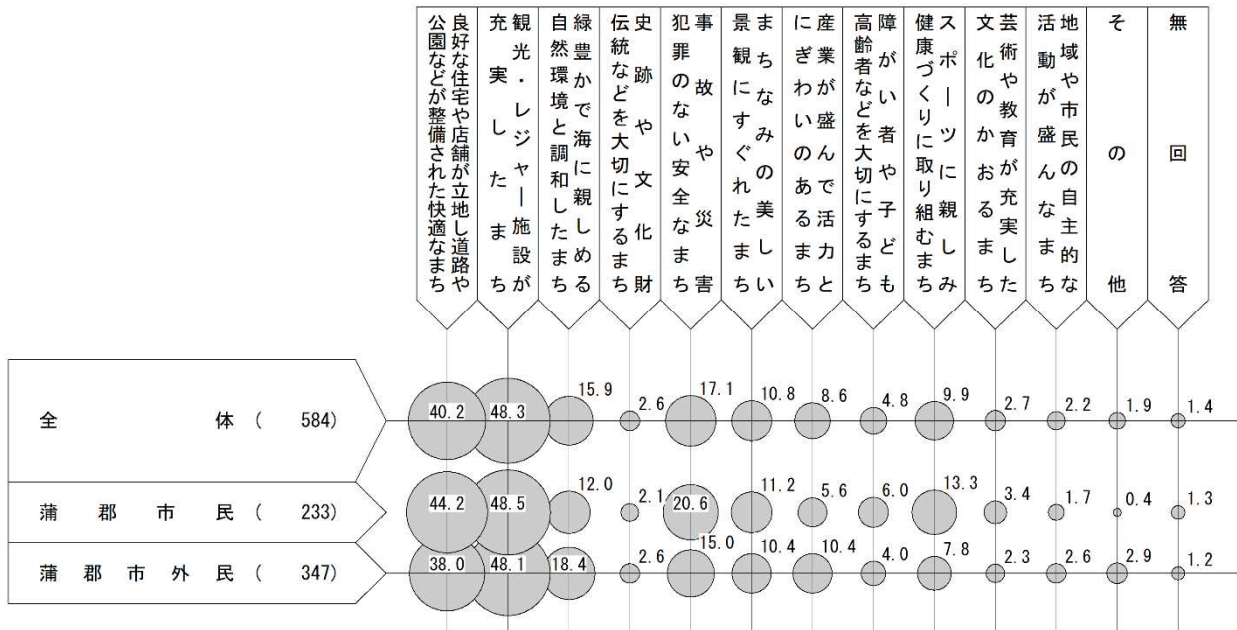 良好な住宅や店舗が立地し道路や
公園などが整備された快適なまち
観光・レジャー施設が
充実したまち
緑豊かで海に親しめる
自然環境と調和したまち
史跡や文化財
伝統などを大切にするまち
事故や災害
犯罪のない安全なまち
まちなみの美しい
景観にすぐれたまち
産業が盛んで活力と
にぎわいのあるまち
障がい者や子ども
高齢者などを大切にするまち
スポーツに親しみ
健康づくりに取り組むまち
芸術や教育が充実した
文化のかおるまち
地域や市民の自主的な
活動が盛んなまち
その他
無回答
全体 ( 584) 40.2 48.3 15.9 2.6 17.1 10.8 8.6 4.8 9.9 2.7 2.2 1.9 1.4
蒲郡市民 ( 233) 44.2 48.5 12.0 2.1 20.6 11.2 5.6 6.0 13.3 3.4 1.7 0.4 1.3
蒲郡市外民 ( 347) 38.0 48.1 18.4 2.6 15.0 10.4 10.4 4.0 7.8 2.3 2.6 2.9 1.2